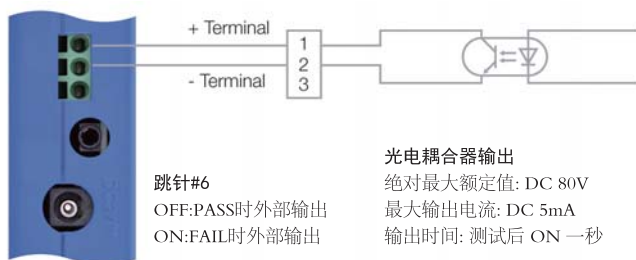 + Terminal
1
2
- Terminal
3
跳针#6
OFF:PASS时外部输出
ON:FAIL时外部输出
光电耦合器输出
绝对最大额定值: DC 80V
最大输出电流: DC 5mA
输出时间: 测试后 ON 一秒